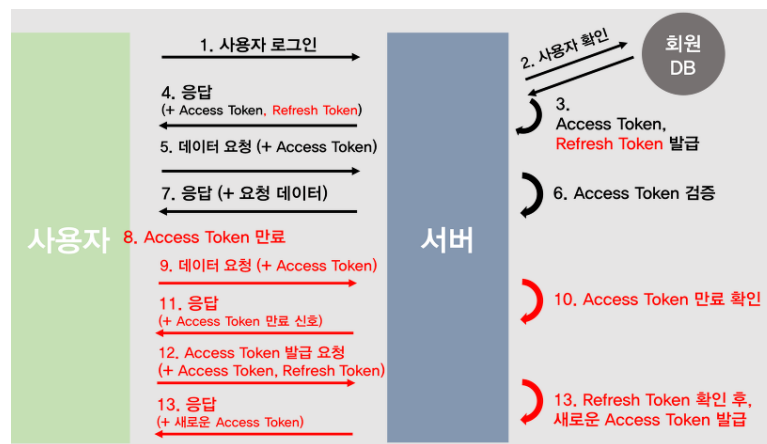 1. 사용자 로그인
2. 사용자 확인
회원
DB
4. 응답
(+ Access Token, Refresh Token)
3.
Access Token,
Refresh Token 발급
5. 데이터 요청 (+ Access Token)
7. 응답 (+ 요청 데이터)
6. Access Token 검증
사용자
8. Access Token 만료
서버
9. 데이터 요청 (+ Access Token)
10. Access Token 만료 확인
11. 응답
(+ Access Token 만료 신호)
12. Access Token 발급 요청
(+ Access Token, Refresh Token)
13. 응답
(+ 새로운 Access Token)
13. Refresh Token 확인 후,
새로운 Access Token 발급